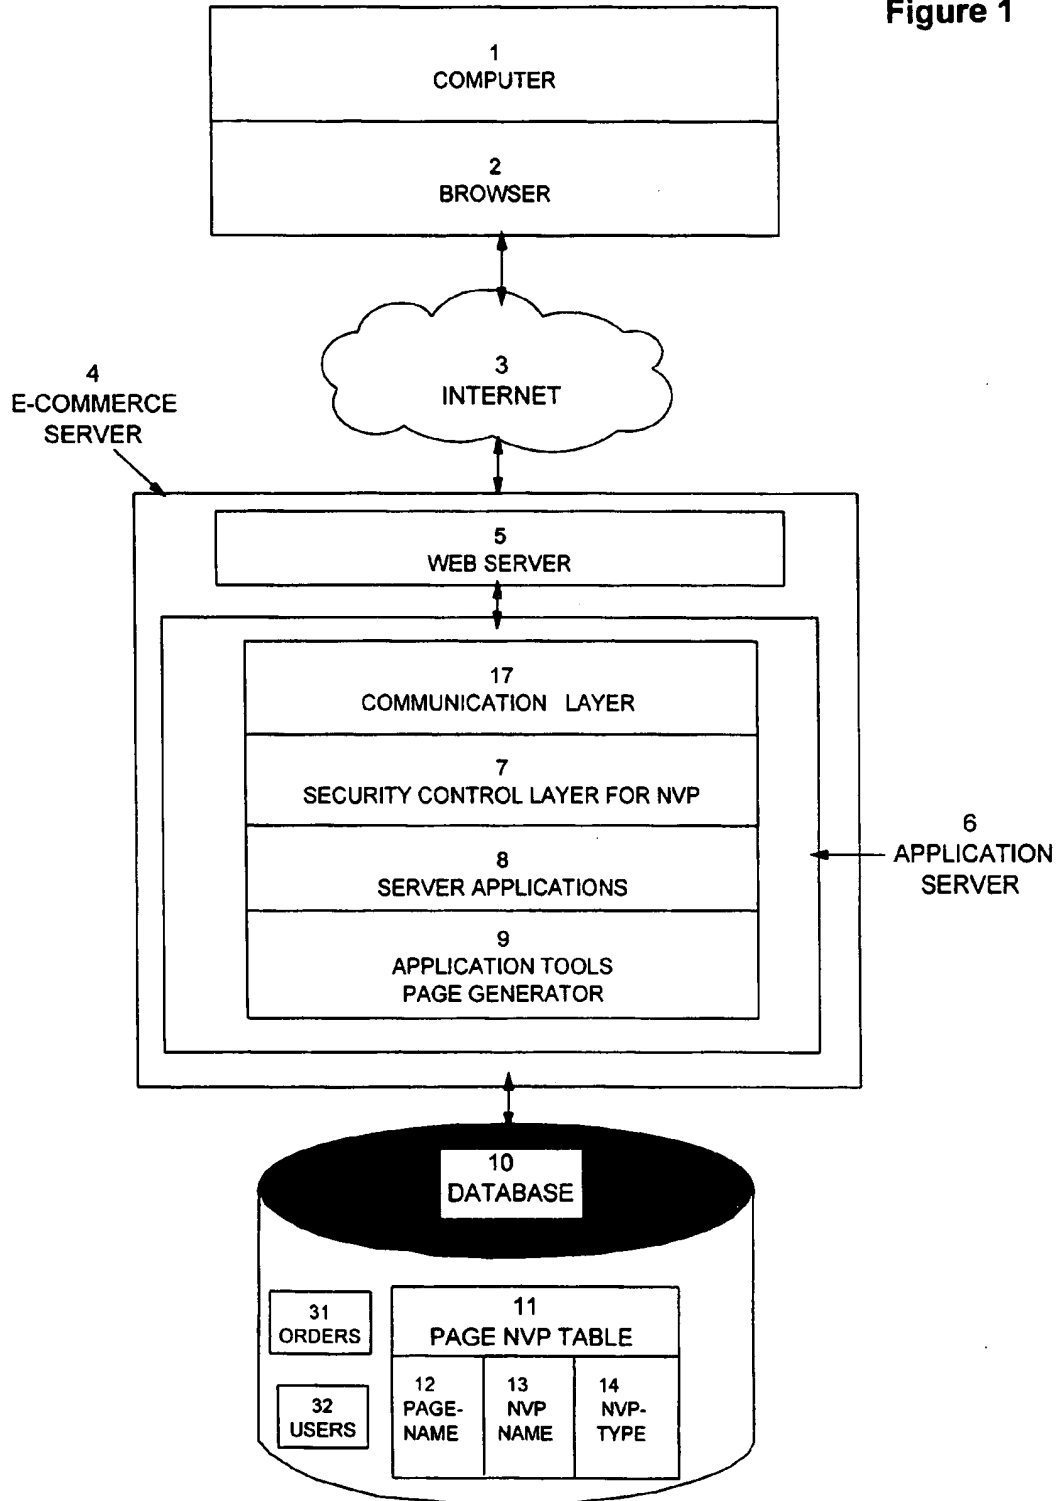 Figure 1
1
COMPUTER
2
BROWSER
3
INTERNET
4
E-COMMERCE
SERVER
5
WEB SERVER
17
COMMUNICATION LAYER
7
SECURITY CONTROL LAYER FOR NVP
6
APPLICATION
SERVER
8
SERVER APPLICATIONS
9
APPLICATION TOOLS
PAGE GENERATOR
10
DATABASE
31
ORDERS
11
PAGE NVP TABLE
32
USERS
12
PAGE-
NAME
13
NVP
NAME
14
NVP-
TYPE